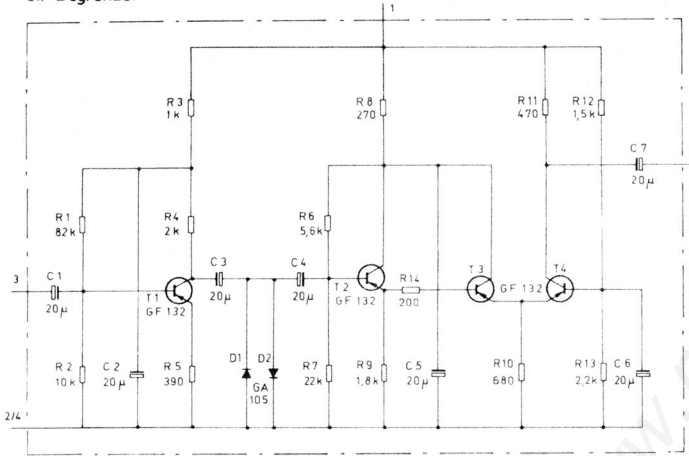 1
R3
1k
R8
270
R11
470
R12
1,5k
C7
20μ
R1
82k
R4
2k
R6
5,6k
3
C1
20μ
T1
GF 132
C3
20μ
C4
20μ
T2
GF 132
R14
200
T3
GF 132
T4
R2
10k
C2
20μ
R5
390
D1
D2
GA
105
R7
22k
R9
1,8k
C5
20μ
R10
680
R13
2,2k
C6
20μ
2/4